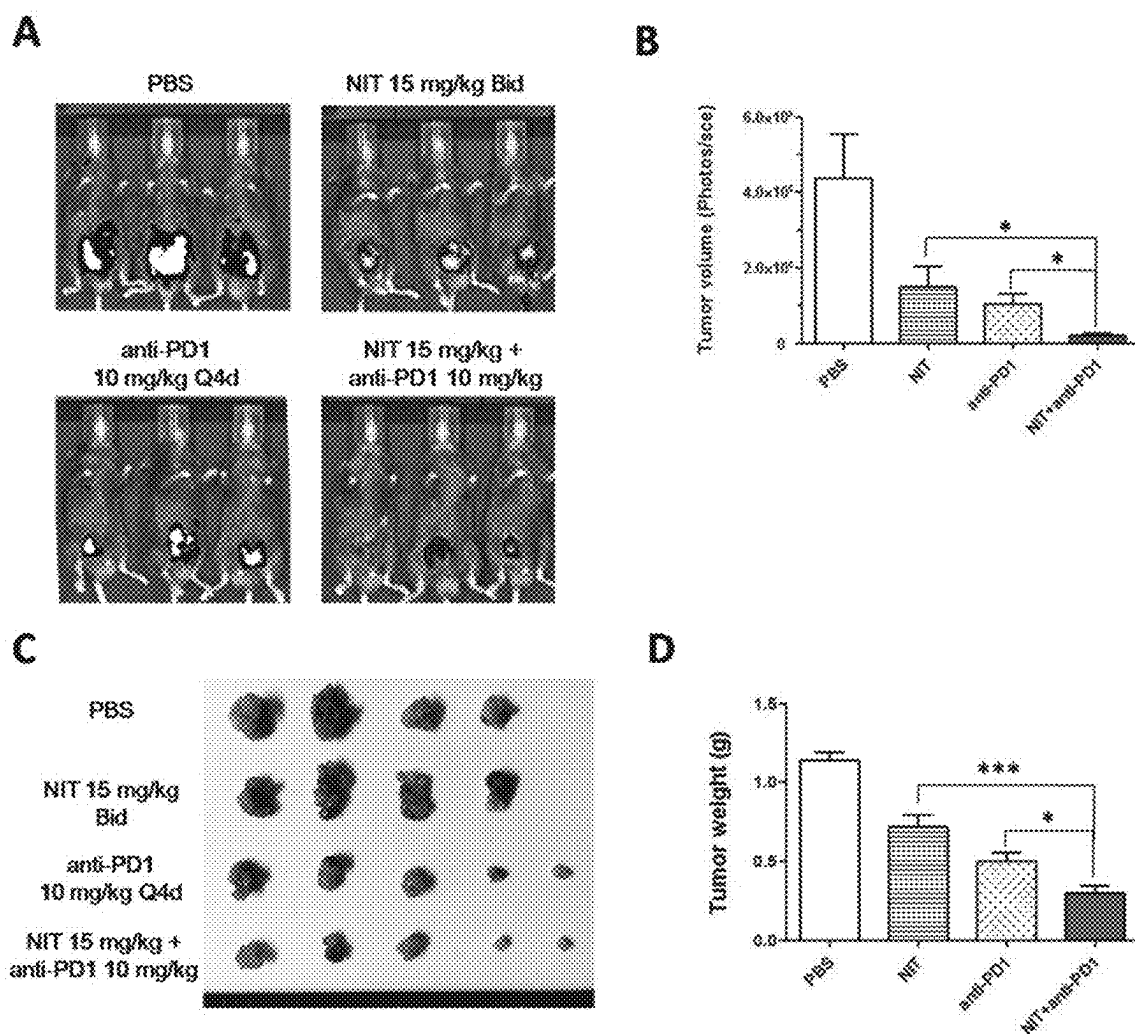 A
PBS
NIT 15 mg/kg Bid
anti-PD1
10 mg/kg Q4d
NIT 15 mg/kg +
anti-PD1 10 mg/kg
B
Tumor volume (Photos/sce)
0
PBS
NIT
NIT+anti-PD1
*
*
C
PBS
NIT 15 mg/kg
Bid
anti-PD1
10 mg/kg Q4d
NIT 15 mg/kg +
anti-PD1 10 mg/kg
D
Tumor weight (g)
1.5
1.0
0.5
0.0
PBS
NIT
anti-PD1
NIT+anti-PD1
***
*